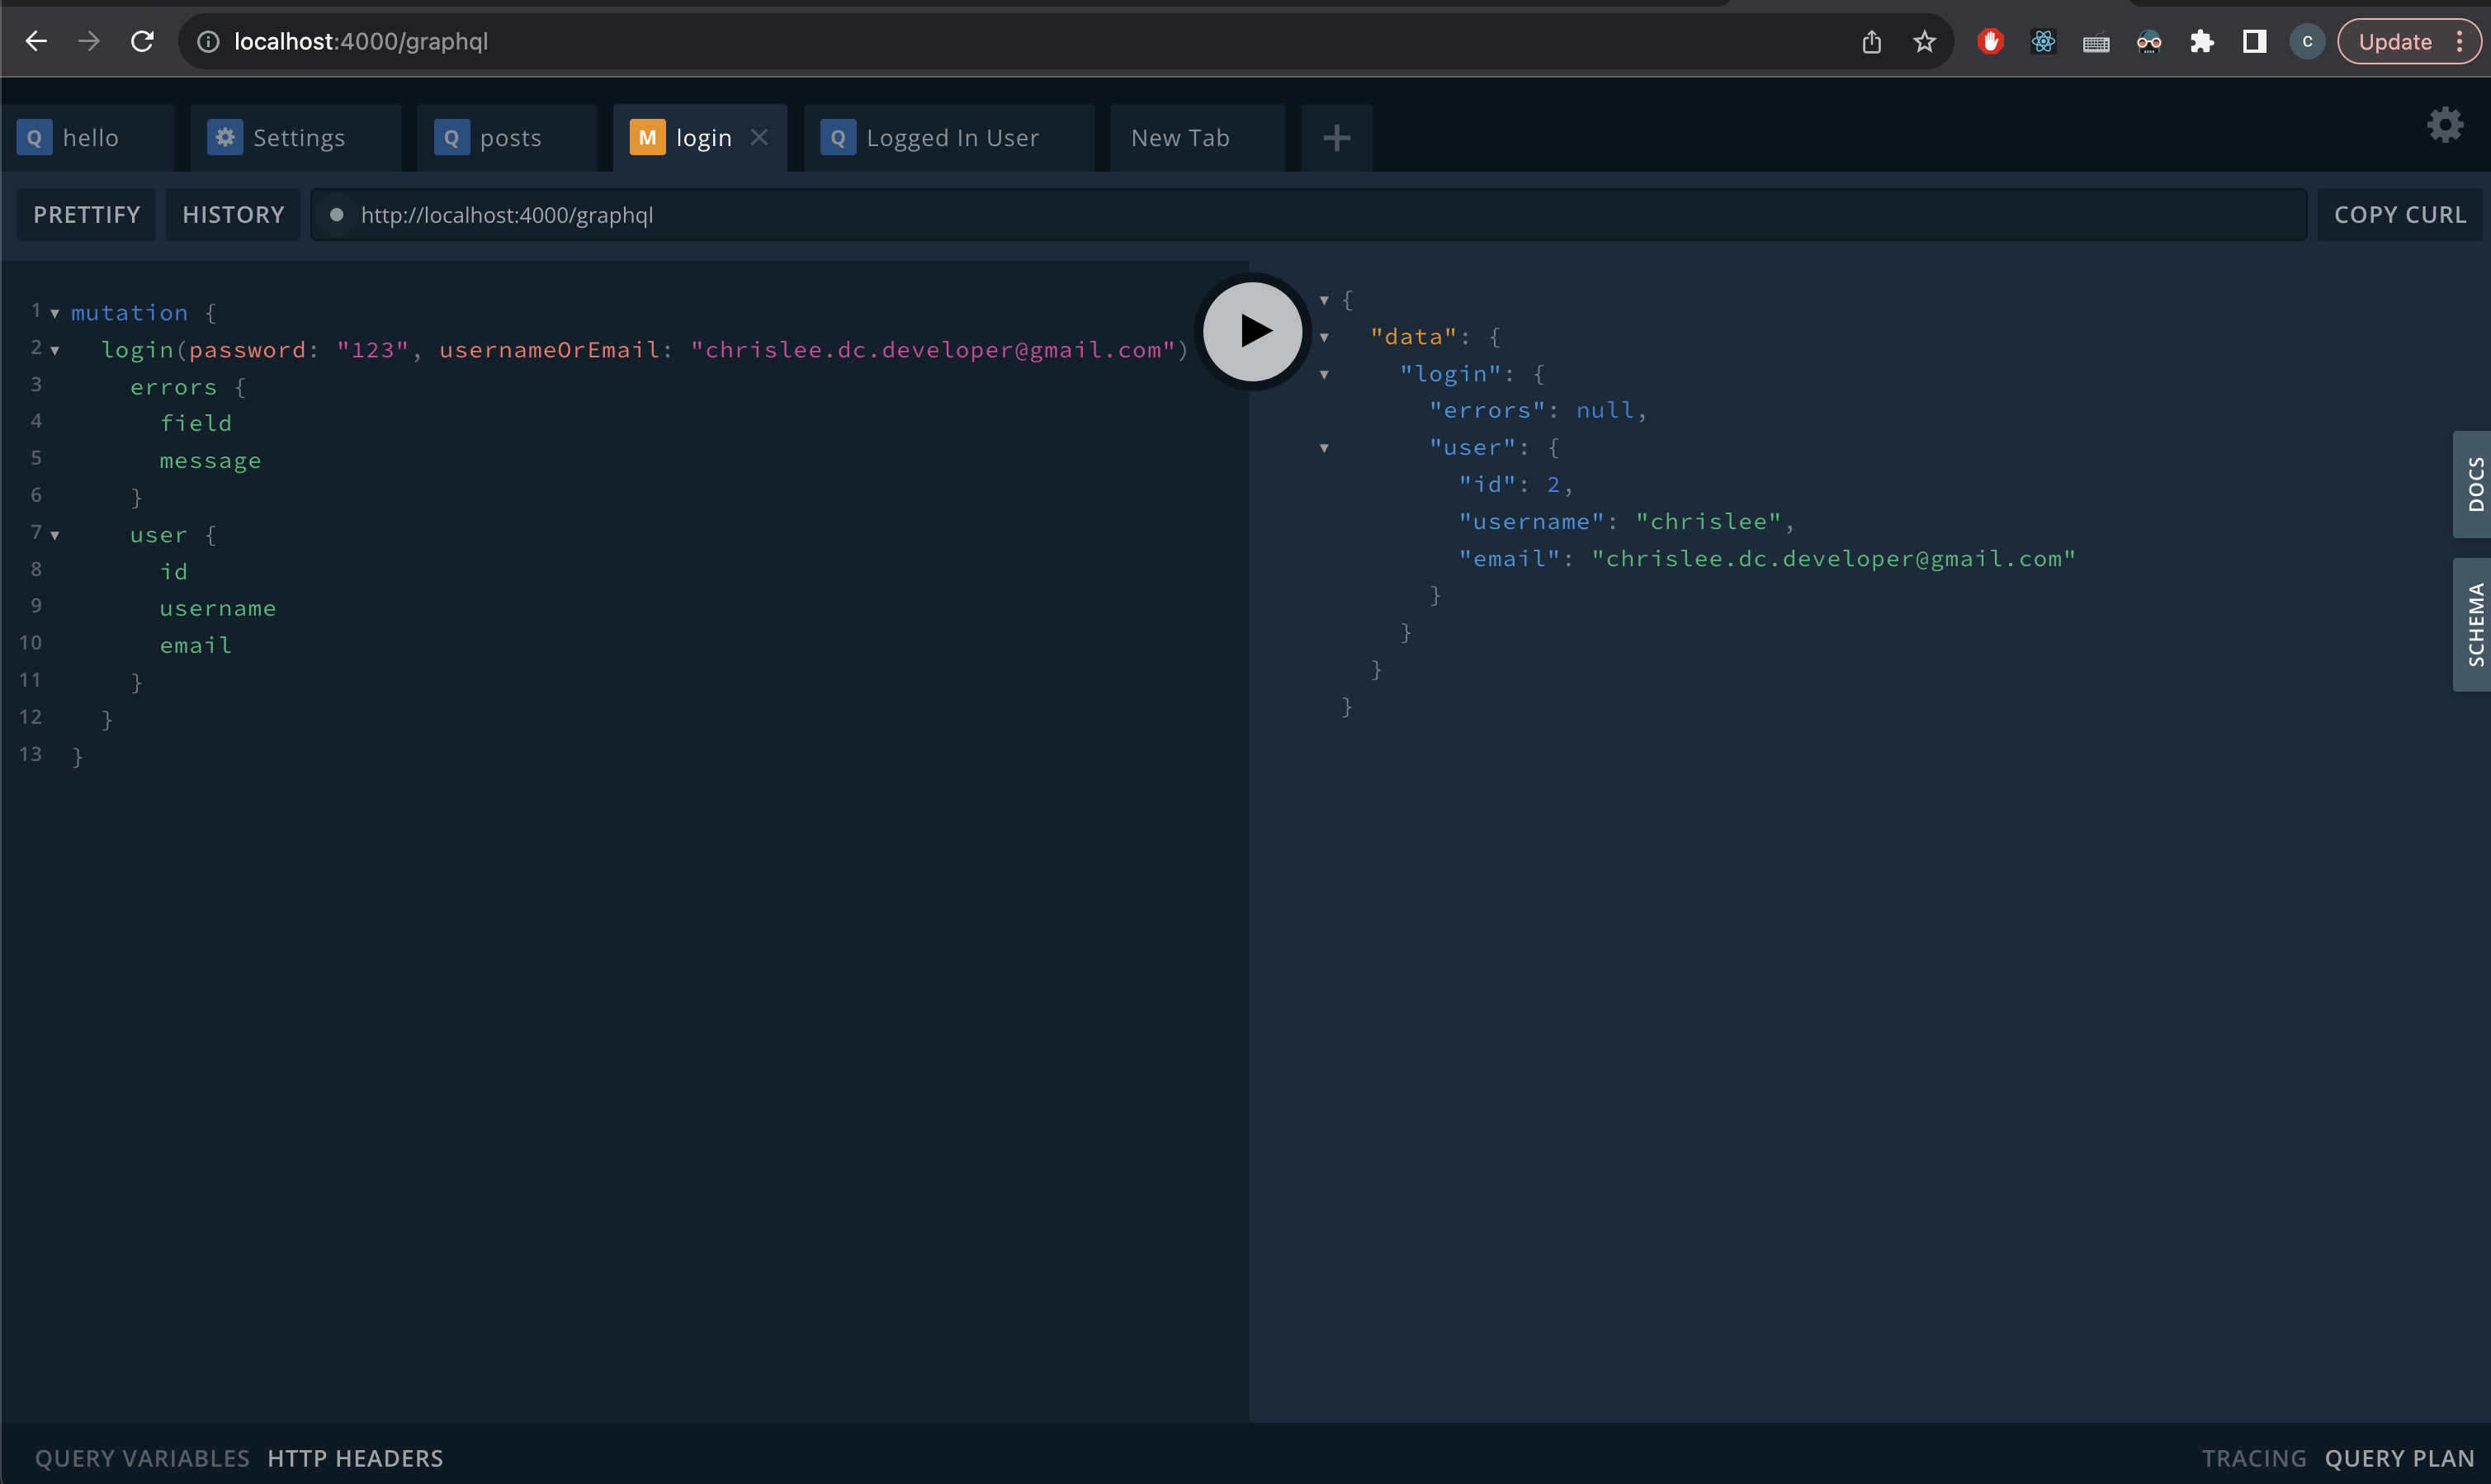 localhost:4000/graphql
C
Update
Q hello
Settings
Q posts
M login
Q Logged In User
New Tab
PRETTIFY
HISTORY
http://localhost:4000/graphql
COPY CURL
1 mutation {
2 login(password: "123", usernameOrEmail: "chrislee.dc.developer@gmail.com")
3 errors {
4 field
5 message
6 }
7 user {
8 id
9 username
10 email
11 }
12 }
13 }
{
"data": {
"login": {
"errors": null,
"user": {
"id": 2,
"username": "chrislee",
"email": "chrislee.dc.developer@gmail.com"
}
}
}
}
DOCS
SCHEMA
QUERY VARIABLES
HTTP HEADERS
TRACING
QUERY PLAN